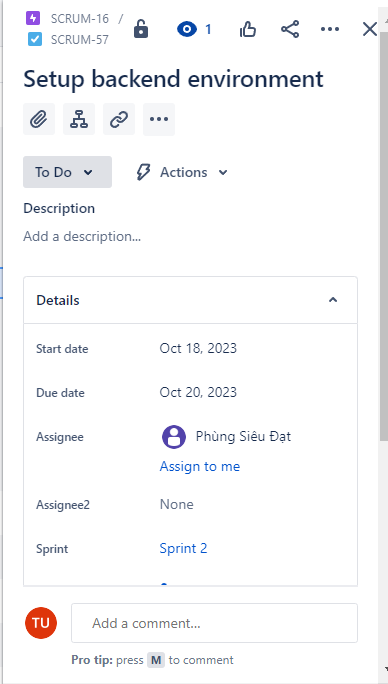 SCRUM-16 /
SCRUM-57
1
Setup backend environment
To Do
Actions
Description
Add a description...
Details
Start date Oct 18, 2023
Due date Oct 20, 2023
Assignee Phùng Siêu Đạt
Assign to me
Assignee2 None
Sprint Sprint 2
TU Add a comment...
Pro tip: press M to comment